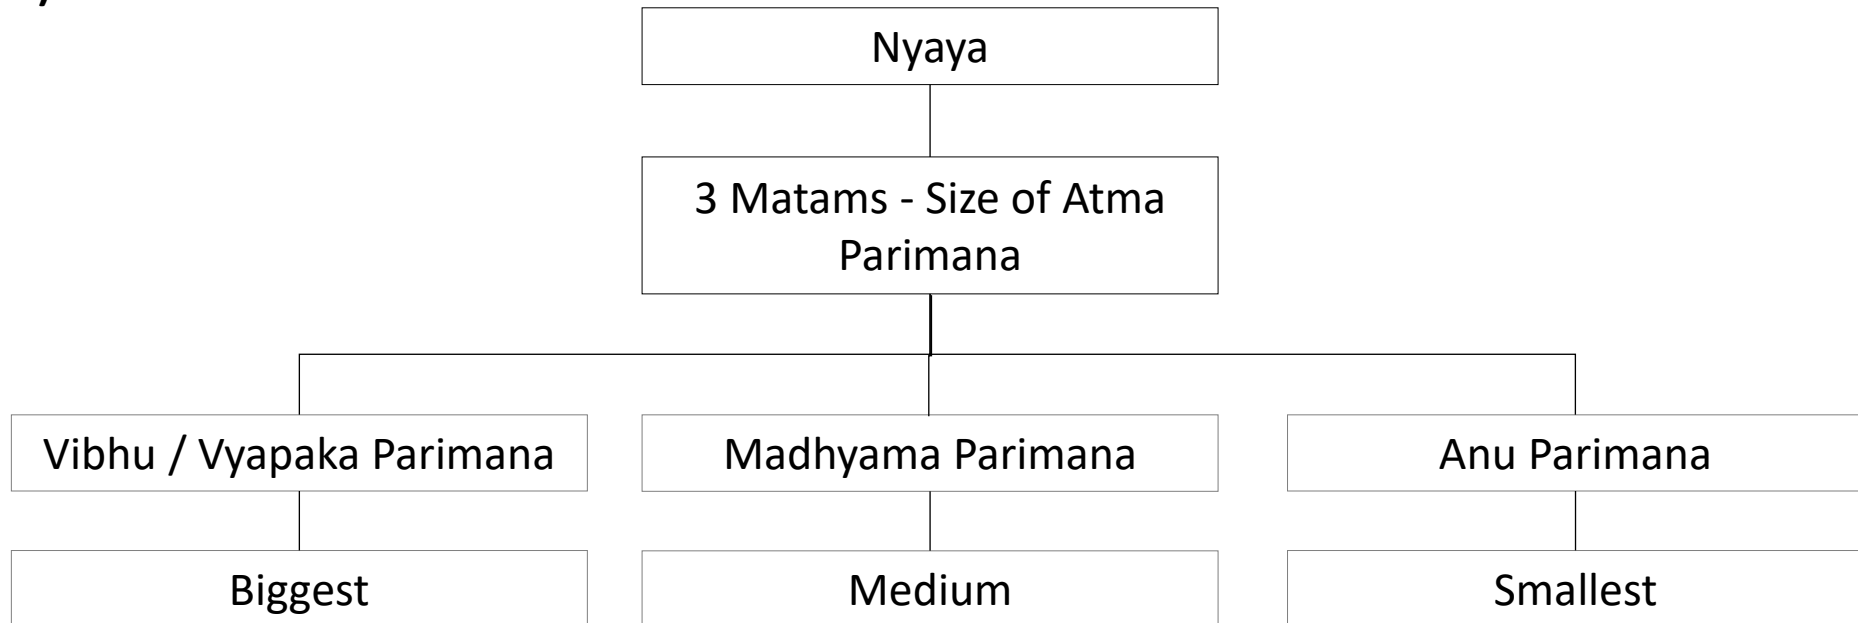 Nyaya
3 Matams - Size of Atma
Parimana
Vibhu / Vyapaka Parimana
Madhyama Parimana
Anu Parimana
Biggest
Medium
Smallest